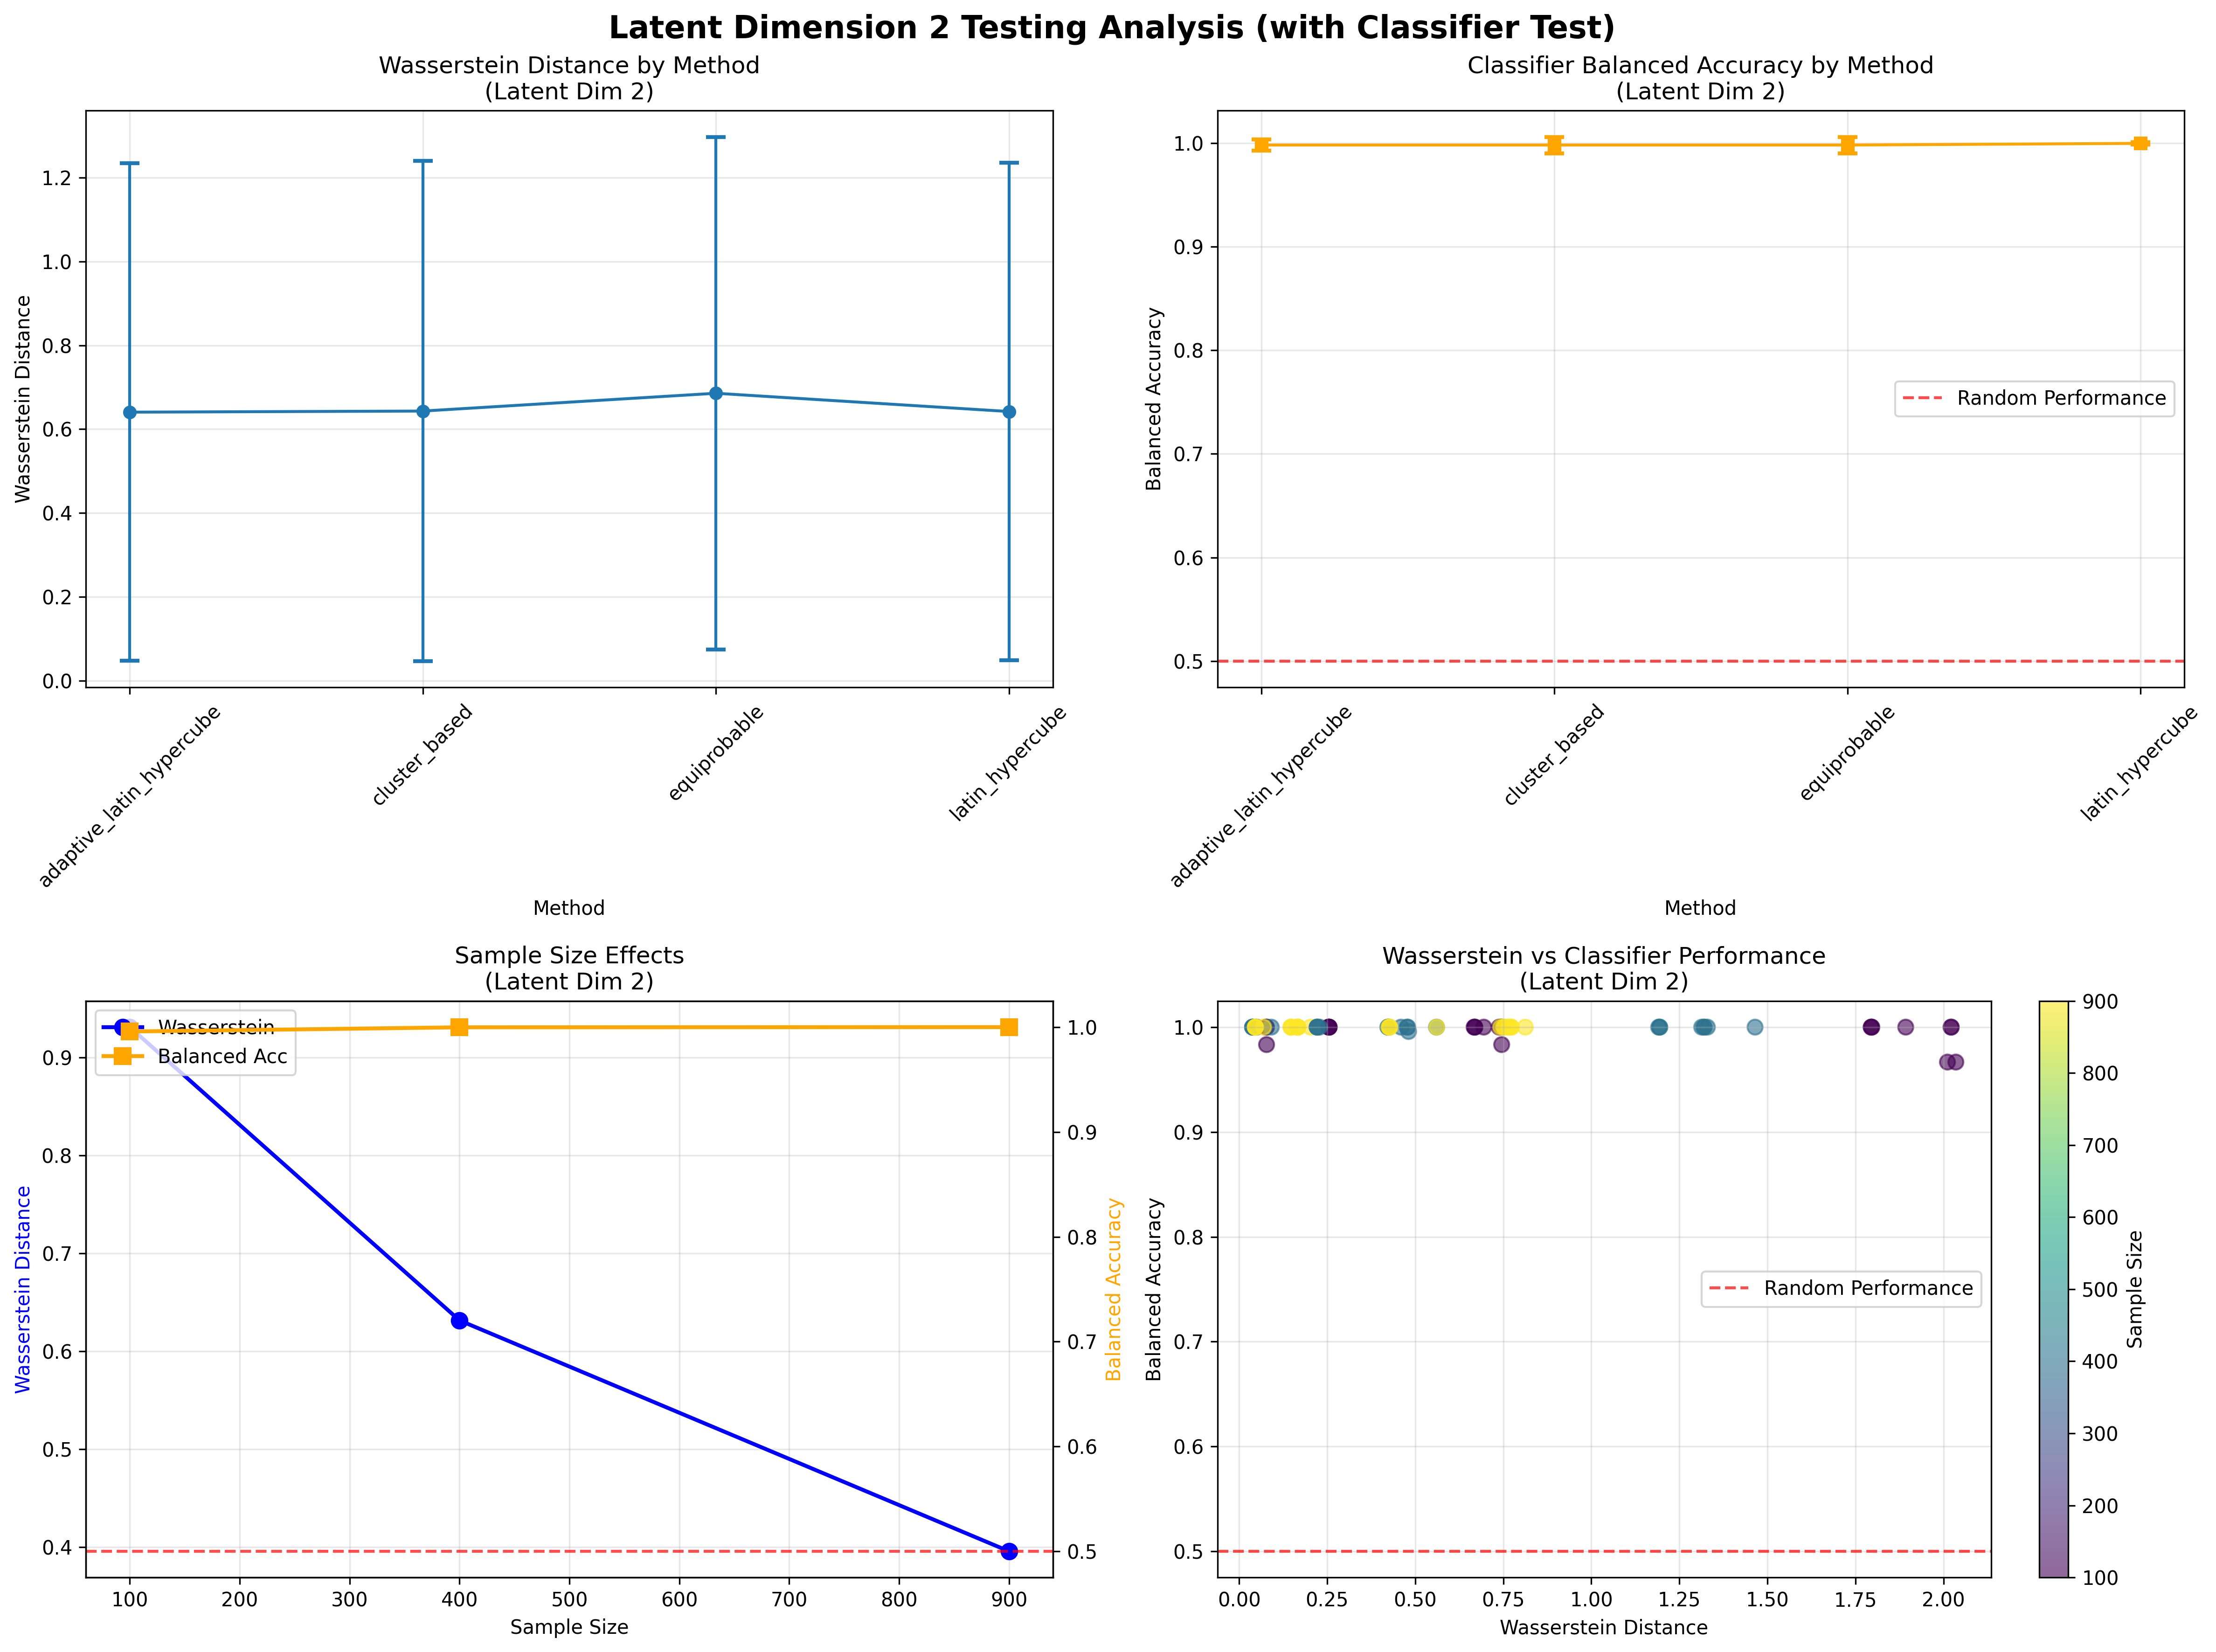 Latent Dimension 2 Testing Analysis (with Classifier Test)
Wasserstein Distance by Method
(Latent Dim 2)
Wasserstein Distance
1.2
1.0
0.8
0.6
0.4
0.2
0.0
adaptive_latin_hypercube
cluster_based
equiprobable
latin_hypercube
Method
Classifier Balanced Accuracy by Method
(Latent Dim 2)
Balanced Accuracy
1.0
0.9
0.8
0.7
0.6
0.5
Random Performance
adaptive_latin_hypercube
cluster_based
equiprobable
latin_hypercube
Method
Sample Size Effects
(Latent Dim 2)
Wasserstein Distance
0.9
0.8
0.7
0.6
0.5
0.4
Wasserstein
Balanced Acc
100 200 300 400 500 600 700 800 900
Sample Size
1.0
0.9
0.8
0.7
0.6
0.5
Balanced Accuracy
Wasserstein vs Classifier Performance
(Latent Dim 2)
Balanced Accuracy
1.0
0.9
0.8
0.7
0.6
0.5
Random Performance
0.00 0.25 0.50 0.75 1.00 1.25 1.50 1.75 2.00
Wasserstein Distance
900
800
700
600
500
400
300
200
100
Sample Size